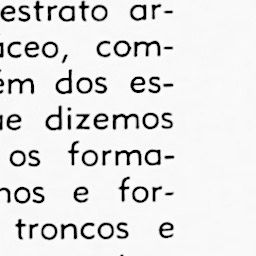 estrato ar-
áceo, com-
ém dos es-
ue dizemos
os forma-
nos e for-
troncos e